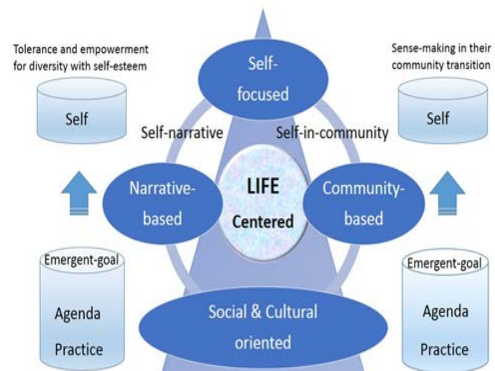 Tolerance and empowerment
for diversity with self-esteem
Self
Self-
focused
Sense-making in their
community transition
Self
Self-narrative
Self-in-community
Narrative-
based
LIFE
Centered
Community-
based
Emergent-goal
Agenda
Practice
Social & Cultural
oriented
Emergent-goal
Agenda
Practice